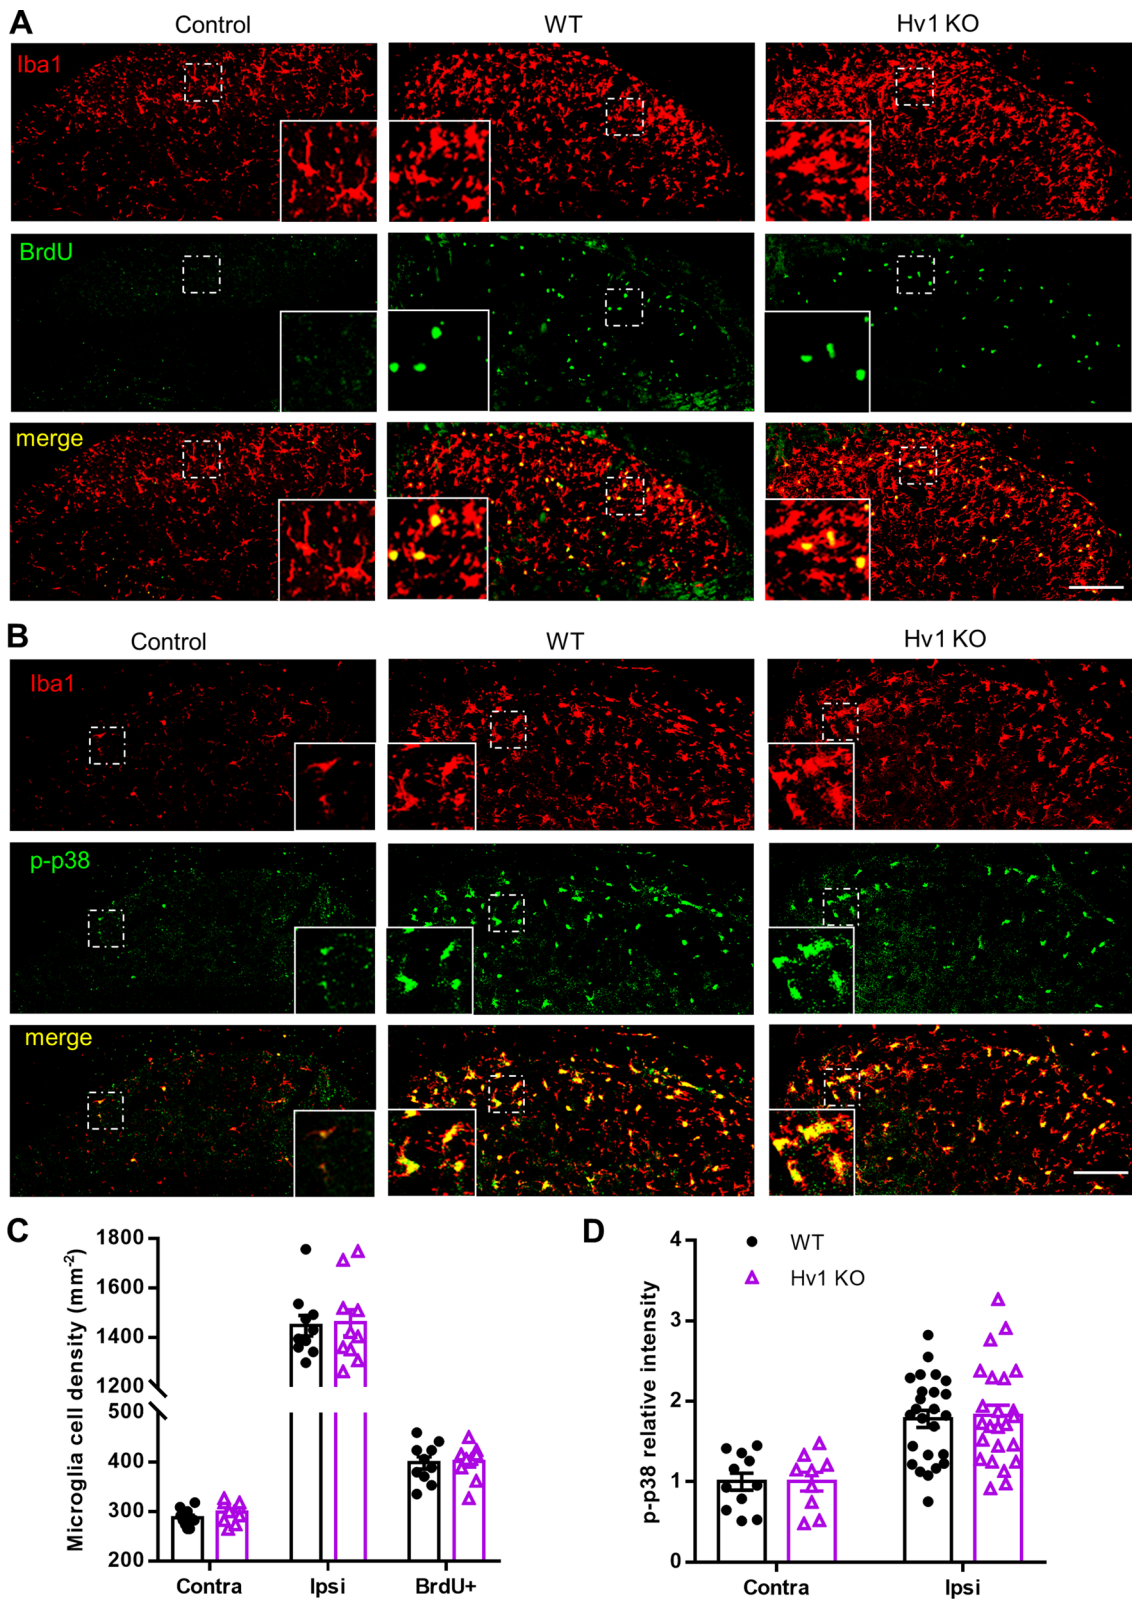 A
Control
WT
Hv1 KO
Iba1
BrdU
merge
B
Control
WT
Hv1 KO
Iba1
p-p38
merge
C
Microglia cell density (mm-2)
1800
1600
1400
1200
500
400
300
200
Contra
Ipsi
BrdU+
D
p-p38 relative intensity
4
3
2
1
0
WT
Hv1 KO
Contra
Ipsi